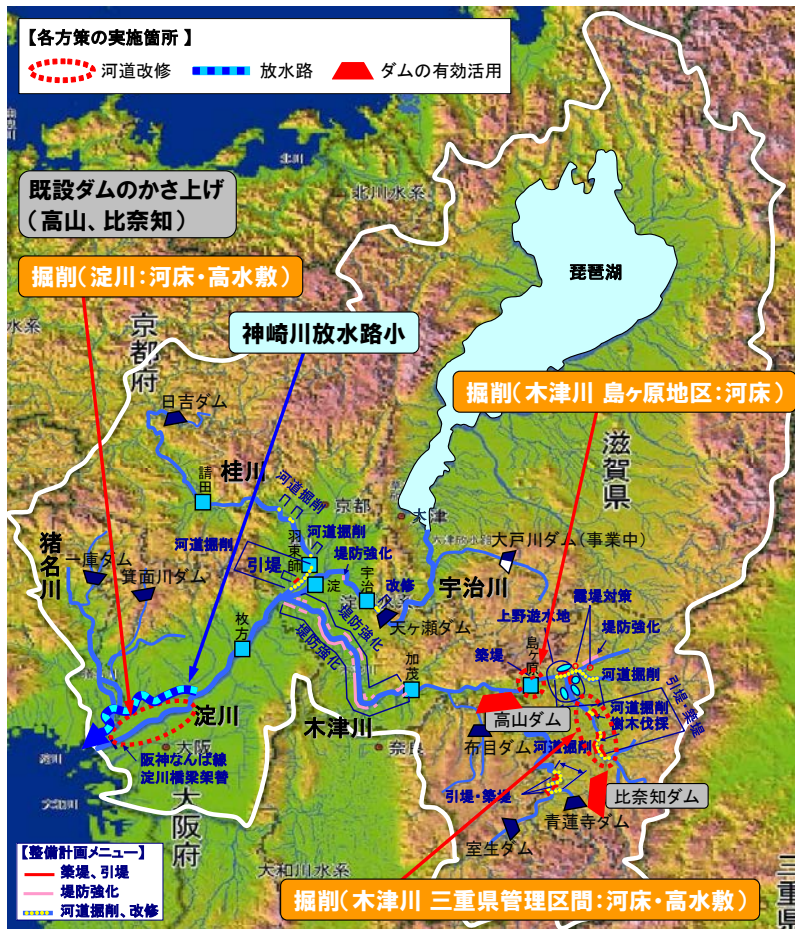 【各方策の実施箇所 】
河道改修
放水路
ダムの有効活用
北川
北川水系
既設ダムのかさ上げ
(高山、比奈知)
掘削(淀川:河床・高水敷)
琵琶湖
水系
京都府
神崎川放水路小
掘削(木津川 島ヶ原地区:河床)
日吉ダム
滋賀県
桂川
請田
河道掘削
京都
大津
河道掘削
大津放水路
大戸川ダム(事業中)
猪名川
河道掘削
羽束師
堤防強化
一庫ダム
引堤
宇治
改修
宇治川
箕面川ダム
淀
霞堤対策
上野遊水地
天ヶ瀬ダム
堤防強化
枚方
堤防強化
島ヶ原
築堤
堤防強化
加茂
河道掘削
引堤・築堤
淀川
木津川
高山ダム
河道掘削
樹木伐採
大阪
奈良
布目ダム
河道掘削
阪神なんば線
淀川橋梁架替
比奈知ダム
大阪府
引堤・築堤
青蓮寺ダム
室生ダム
【整備計画メニュー】
築堤、引堤
堤防強化
河道掘削、改修
大和川水系
三重県
掘削(木津川 三重県管理区間:河床・高水敷)